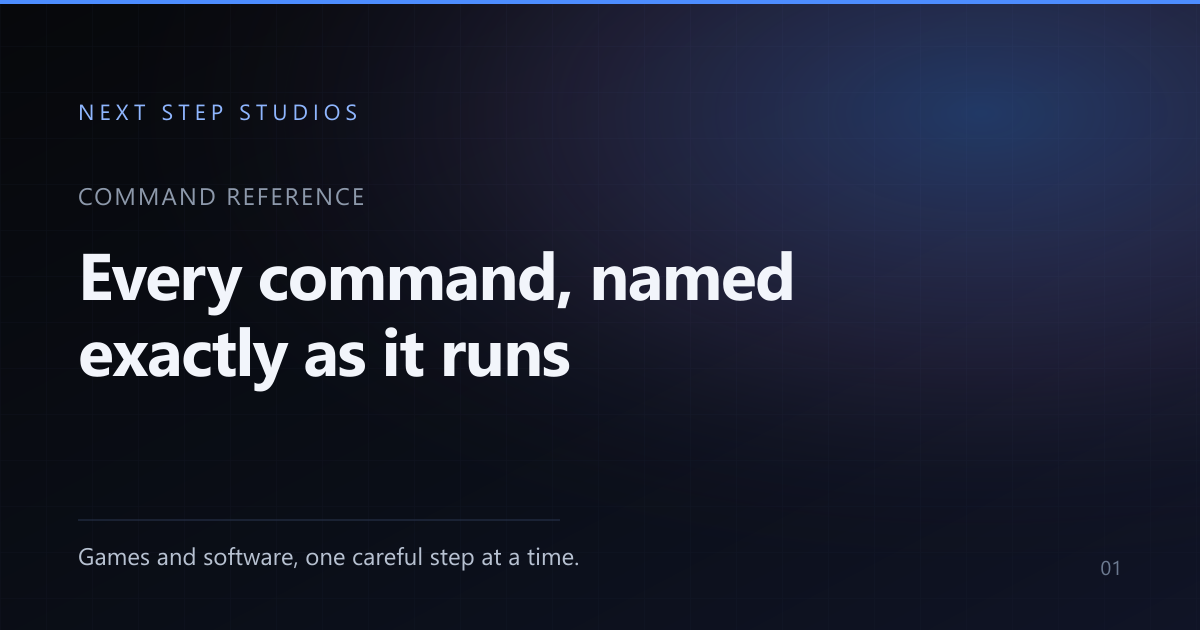 NEXT STEP STUDIOS
COMMAND REFERENCE
Every command, named
exactly as it runs
Games and software, one careful step at a time.
01